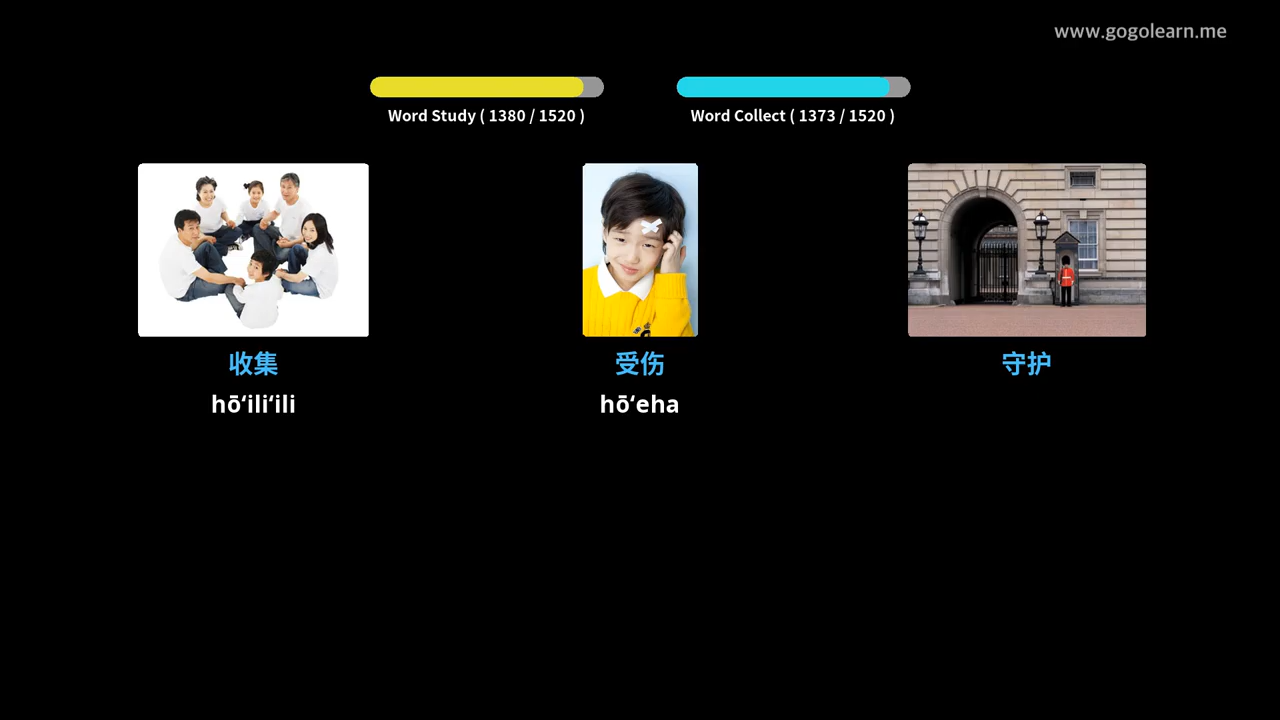 www.gogolearn.me
Word Study ( 1380 / 1520 )
Word Collect ( 1373 / 1520 )
收集
受伤
守护
hōʻiliʻili
hōʻeha